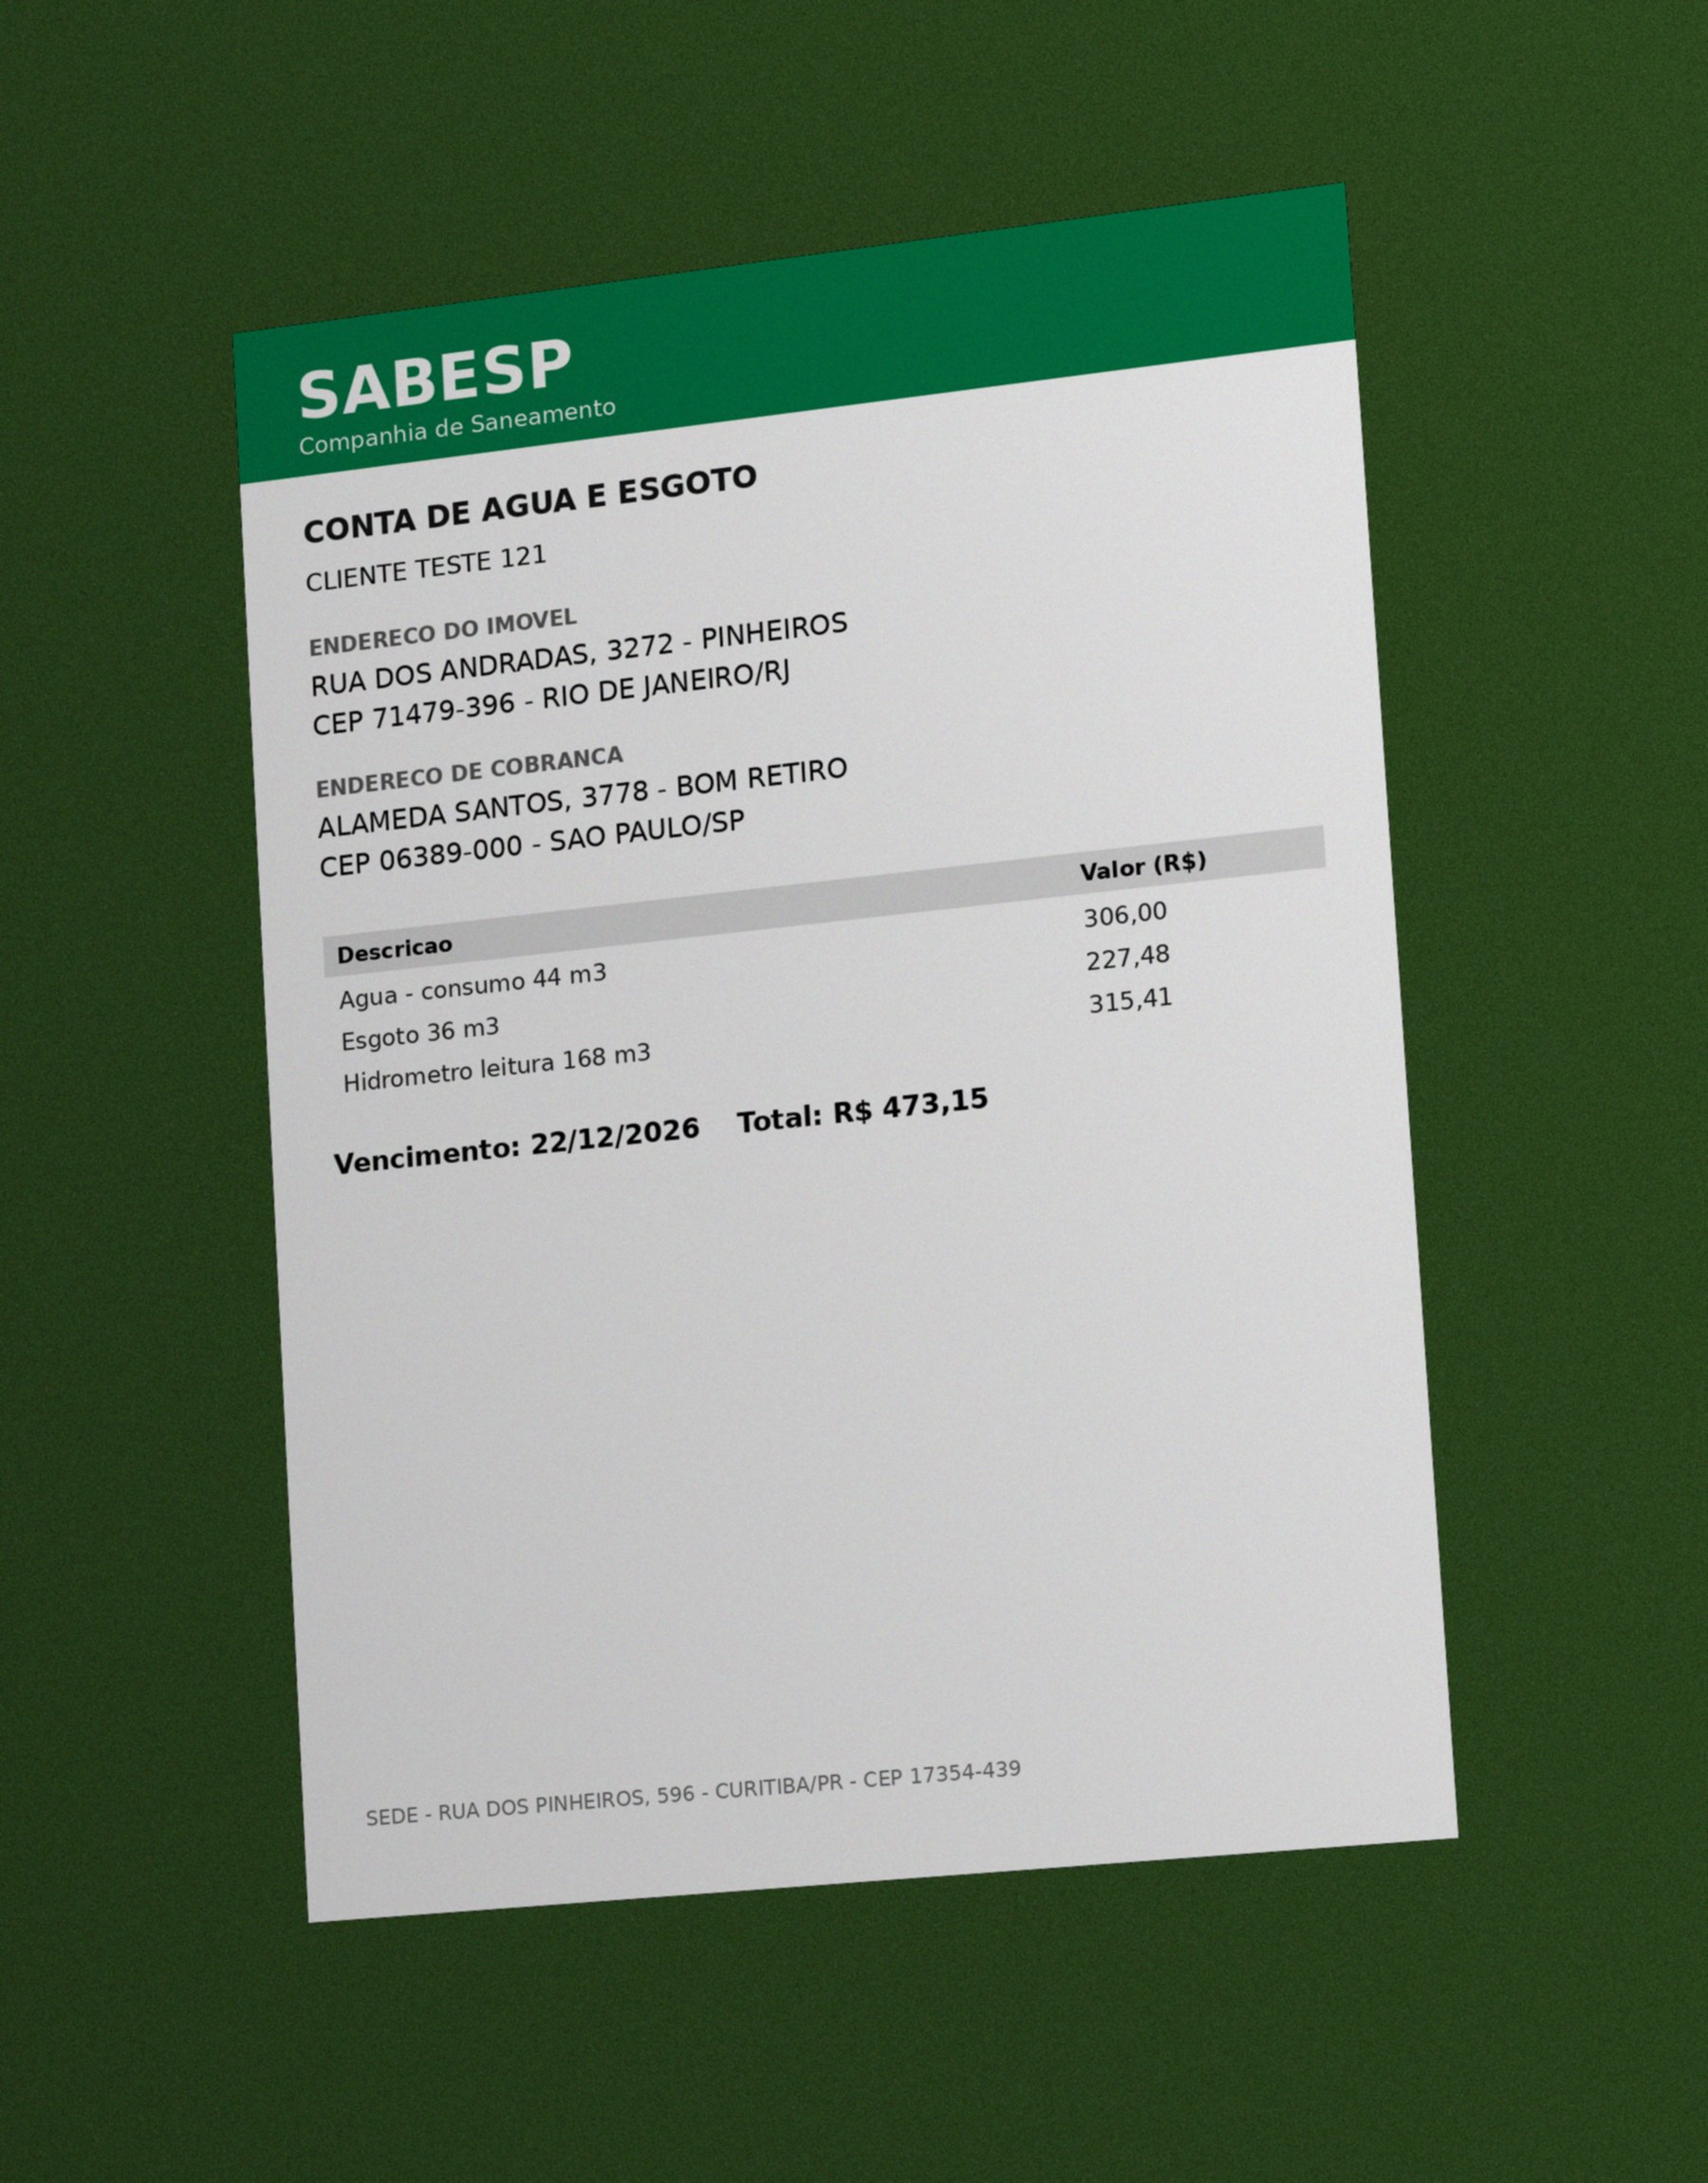 SABESP
Companhia de Saneamento
CONTA DE AGUA E ESGOTO
CLIENTE TESTE 121
ENDERECO DO IMOVEL
RUA DOS ANDRADAS, 3272 - PINHEIROS
CEP 71479-396 - RIO DE JANEIRO/RJ
ENDERECO DE COBRANCA
ALAMEDA SANTOS, 3778 - BOM RETIRO
CEP 06389-000 - SAO PAULO/SP
Descricao Valor (R$)
Agua - consumo 44 m3 306,00
Esgoto 36 m3 227,48
Hidrometro leitura 168 m3 315,41
Vencimento: 22/12/2026 Total: R$ 473,15
SEDE - RUA DOS PINHEIROS, 596 - CURITIBA/PR - CEP 17354-439